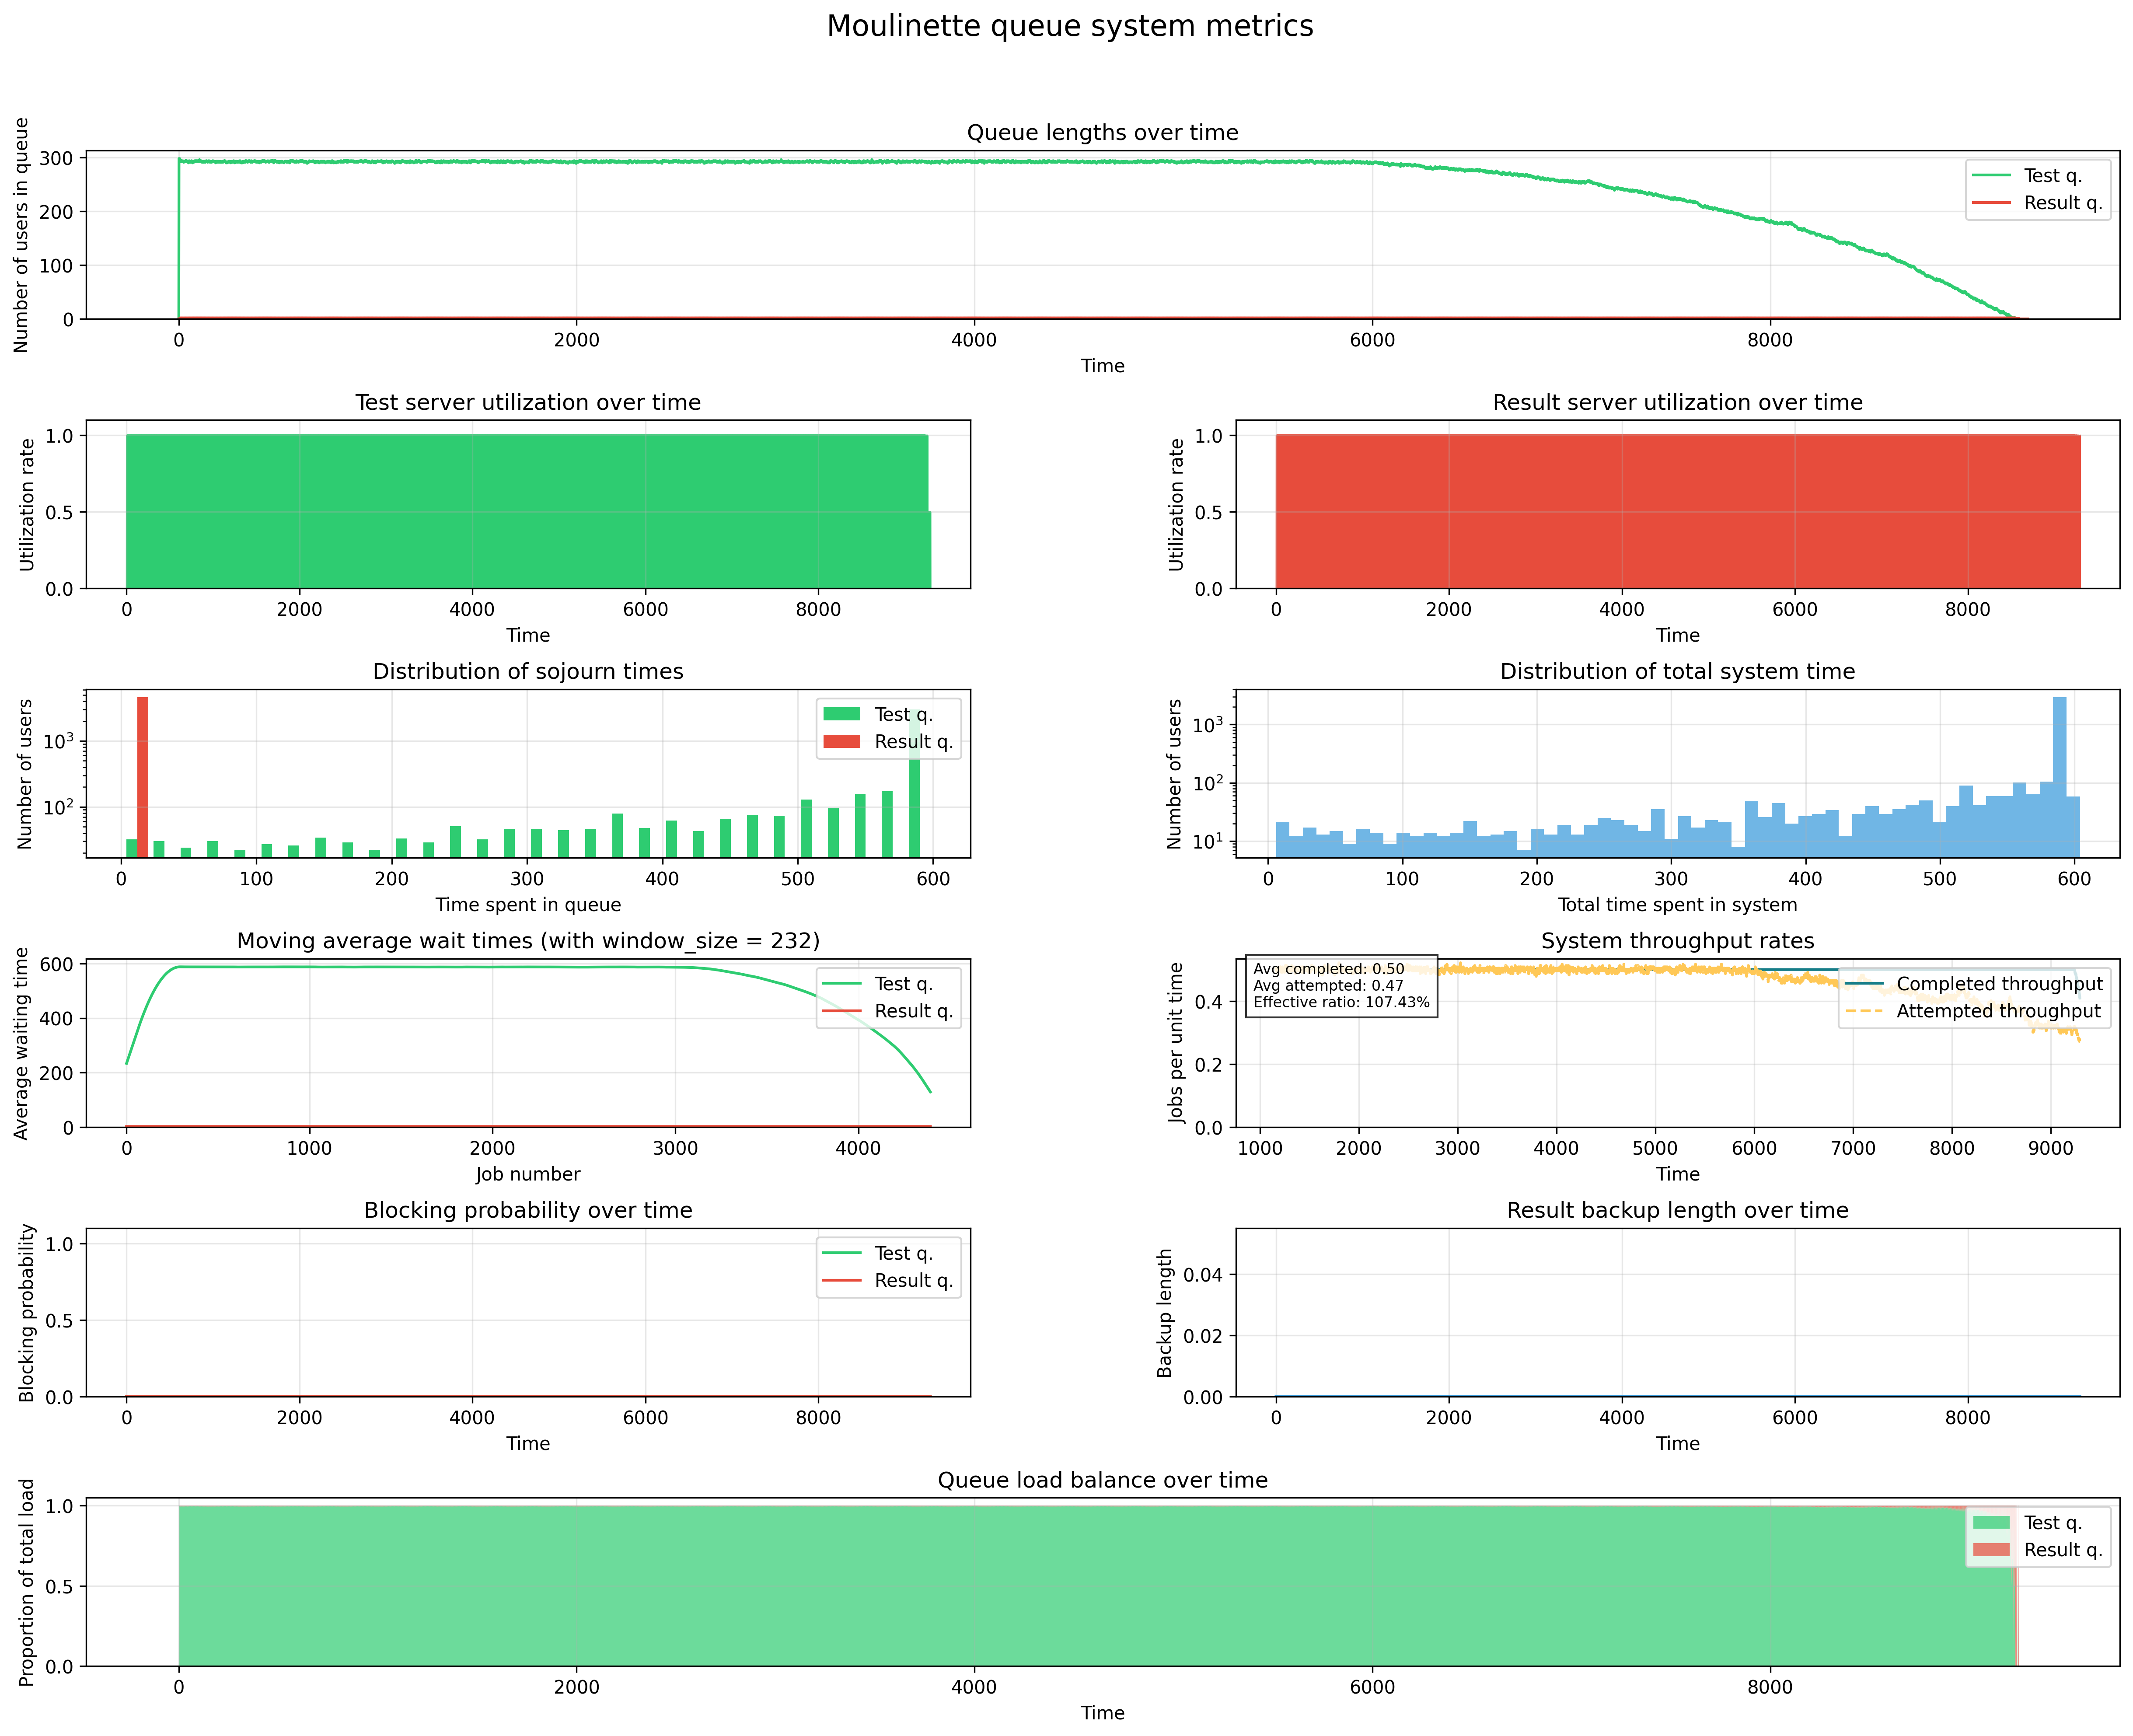 Moulinette queue system metrics
Queue lengths over time
Number of users in queue
300
200
100
0
Test q.
Result q.
0 2000 4000 6000 8000
Time
Test server utilization over time
Utilization rate
1.0
0.5
0.0
0 2000 4000 6000 8000
Time
Result server utilization over time
Utilization rate
1.0
0.5
0.0
0 2000 4000 6000 8000
Time
Distribution of sojourn times
Number of users
10³
10²
Test q.
Result q.
0 100 200 300 400 500 600
Time spent in queue
Distribution of total system time
Number of users
10³
10²
10¹
0 100 200 300 400 500 600
Total time spent in system
Moving average wait times (with window_size = 232)
Average waiting time
600
400
200
0
Test q.
Result q.
0 1000 2000 3000 4000
Job number
System throughput rates
Jobs per unit time
0.4
0.2
0.0
Avg completed: 0.50
Avg attempted: 0.47
Effective ratio: 107.43%
Completed throughput
Attempted throughput
1000 2000 3000 4000 5000 6000 7000 8000 9000
Time
Blocking probability over time
Blocking probability
1.0
0.5
0.0
Test q.
Result q.
0 2000 4000 6000 8000
Time
Result backup length over time
Backup length
0.04
0.02
0.00
0 2000 4000 6000 8000
Time
Queue load balance over time
Proportion of total load
1.0
0.5
0.0
Test q.
Result q.
0 2000 4000 6000 8000
Time